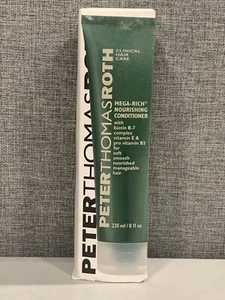 PETERTHOMASROTH
CLINICAL
HAIR
CARE
PETERTHOMASROTH
MEGA-RICH®
NOURISHING
CONDITIONER
with
biotin B-7
complex
vitamin E &
pro vitamin B5
for
soft
smooth
nourished
manageable
hair
235 ml / 8 fl oz